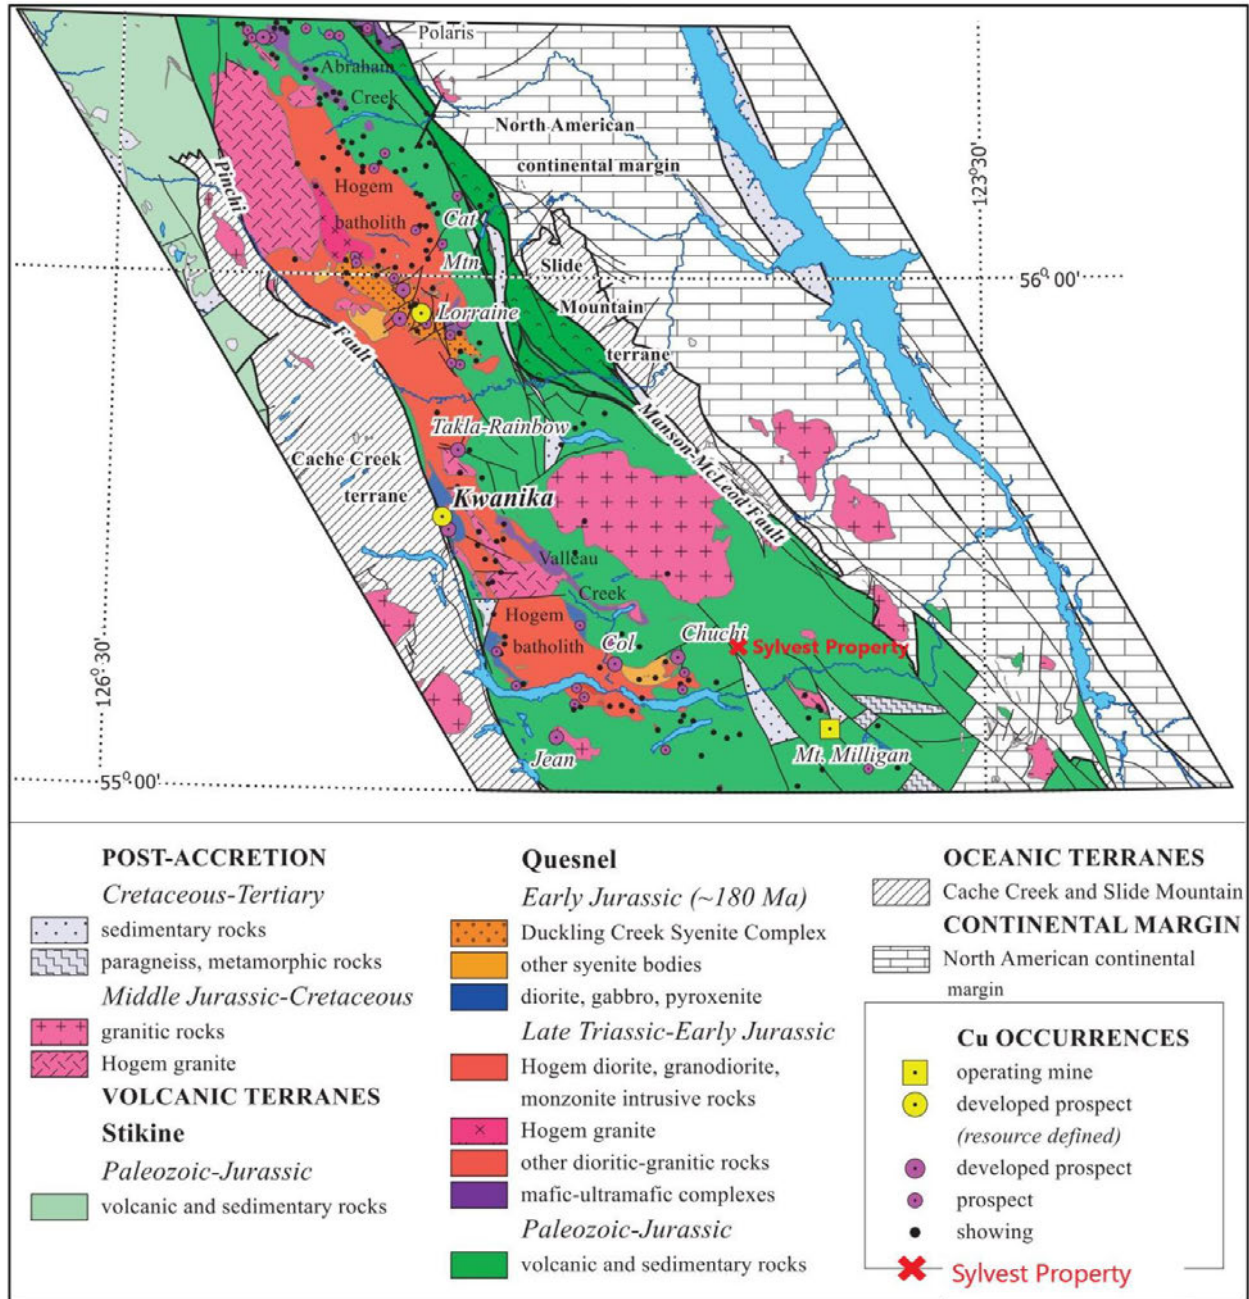 Polaris
Abraham
Creek
North American
continental margin
123°30'
Pinchi
Hogem
batholith
Cat
Mtn
Slide
56° 00'
Mountain
Lorraine
Fault
terrane
Takla-Rainbow
Manson-McLeod Fault
Cache Creek
terrane
Kwanika
Valleau
Creek
Hogem
batholith
Col
Chuchi
Sylvest Property
126° 30'
Jean
Mt. Milligan
55° 00'
POST-ACCRETION
Cretaceous-Tertiary
sedimentary rocks
paragneiss, metamorphic rocks
Middle Jurassic-Cretaceous
granitic rocks
Hogem granite
VOLCANIC TERRANES
Stikine
Paleozoic-Jurassic
volcanic and sedimentary rocks
Quesnel
Early Jurassic (~180 Ma)
Duckling Creek Syenite Complex
other syenite bodies
diorite, gabbro, pyroxenite
Late Triassic-Early Jurassic
Hogem diorite, granodiorite,
monzonite intrusive rocks
Hogem granite
other dioritic-granitic rocks
mafic-ultramafic complexes
Paleozoic-Jurassic
volcanic and sedimentary rocks
OCEANIC TERRANES
Cache Creek and Slide Mountain
CONTINENTAL MARGIN
North American continental
margin
Cu OCCURRENCES
operating mine
developed prospect
(resource defined)
developed prospect
prospect
showing
Sylvest Property